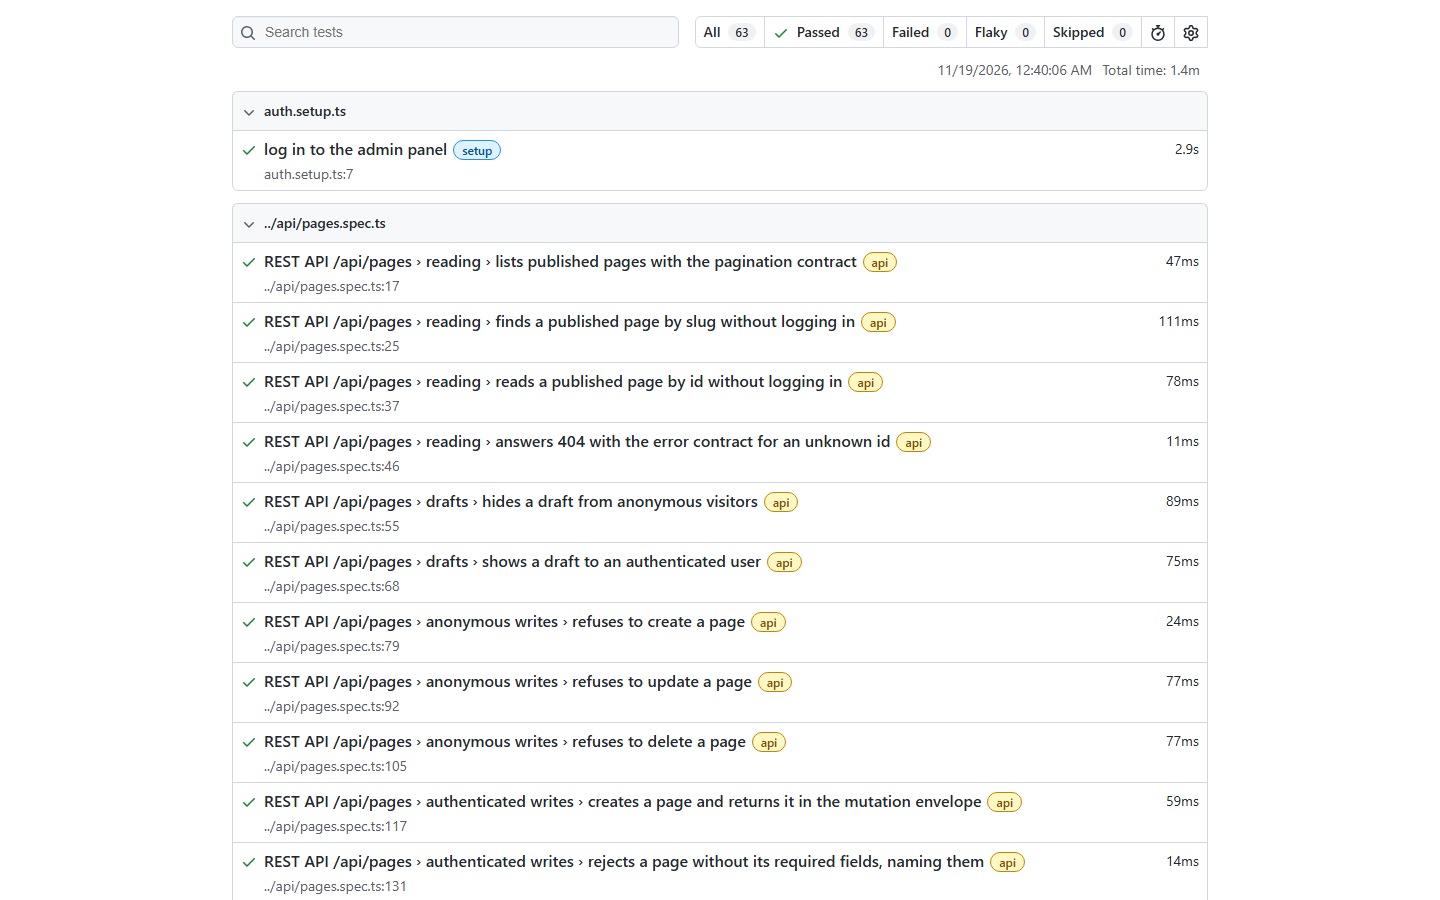 Search tests
All 63
Passed 63
Failed 0
Flaky 0
Skipped 0
11/19/2026, 12:40:06 AM Total time: 1.4m
auth.setup.ts
log in to the admin panel setup 2.9s
auth.setup.ts:7
../api/pages.spec.ts
REST API /api/pages › reading › lists published pages with the pagination contract api 47ms
../api/pages.spec.ts:17
REST API /api/pages › reading › finds a published page by slug without logging in api 111ms
../api/pages.spec.ts:25
REST API /api/pages › reading › reads a published page by id without logging in api 78ms
../api/pages.spec.ts:37
REST API /api/pages › reading › answers 404 with the error contract for an unknown id api 11ms
../api/pages.spec.ts:46
REST API /api/pages › drafts › hides a draft from anonymous visitors api 89ms
../api/pages.spec.ts:55
REST API /api/pages › drafts › shows a draft to an authenticated user api 75ms
../api/pages.spec.ts:68
REST API /api/pages › anonymous writes › refuses to create a page api 24ms
../api/pages.spec.ts:79
REST API /api/pages › anonymous writes › refuses to update a page api 77ms
../api/pages.spec.ts:92
REST API /api/pages › anonymous writes › refuses to delete a page api 77ms
../api/pages.spec.ts:105
REST API /api/pages › authenticated writes › creates a page and returns it in the mutation envelope api 59ms
../api/pages.spec.ts:117
REST API /api/pages › authenticated writes › rejects a page without its required fields, naming them api 14ms
../api/pages.spec.ts:131